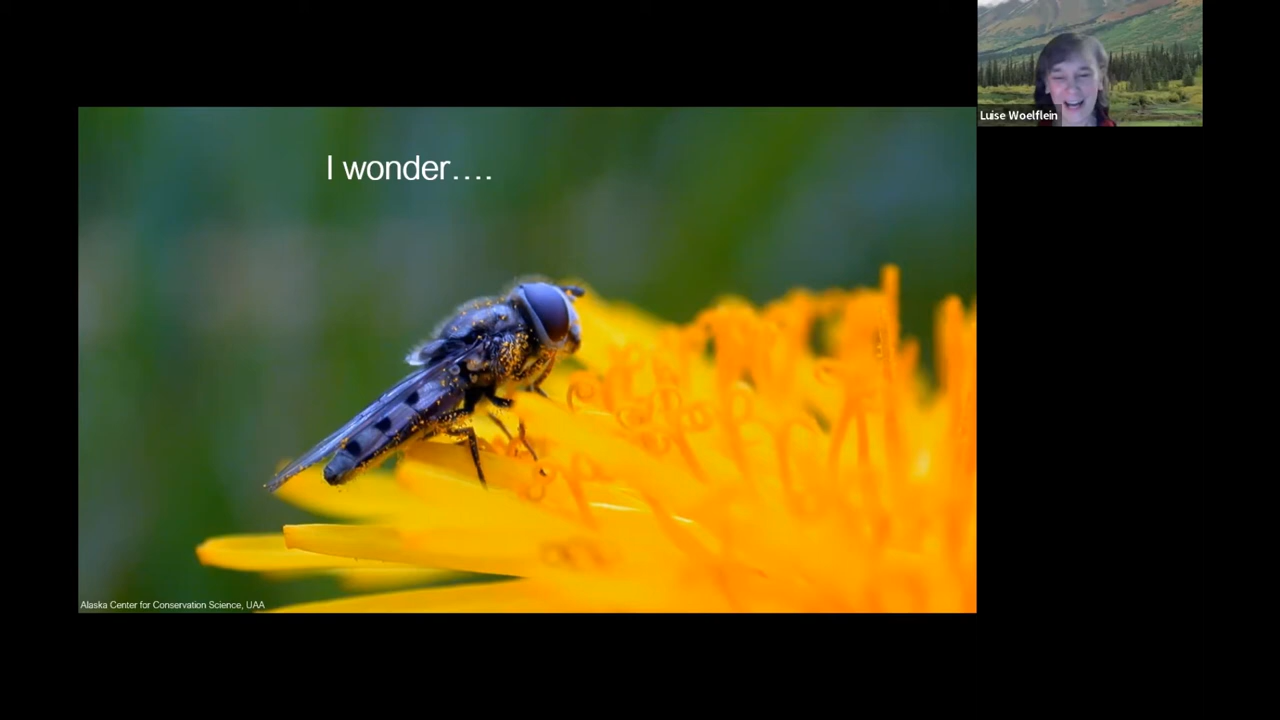 Luise Woelflein
I wonder....
Alaska Center for Conservation Science, UAA